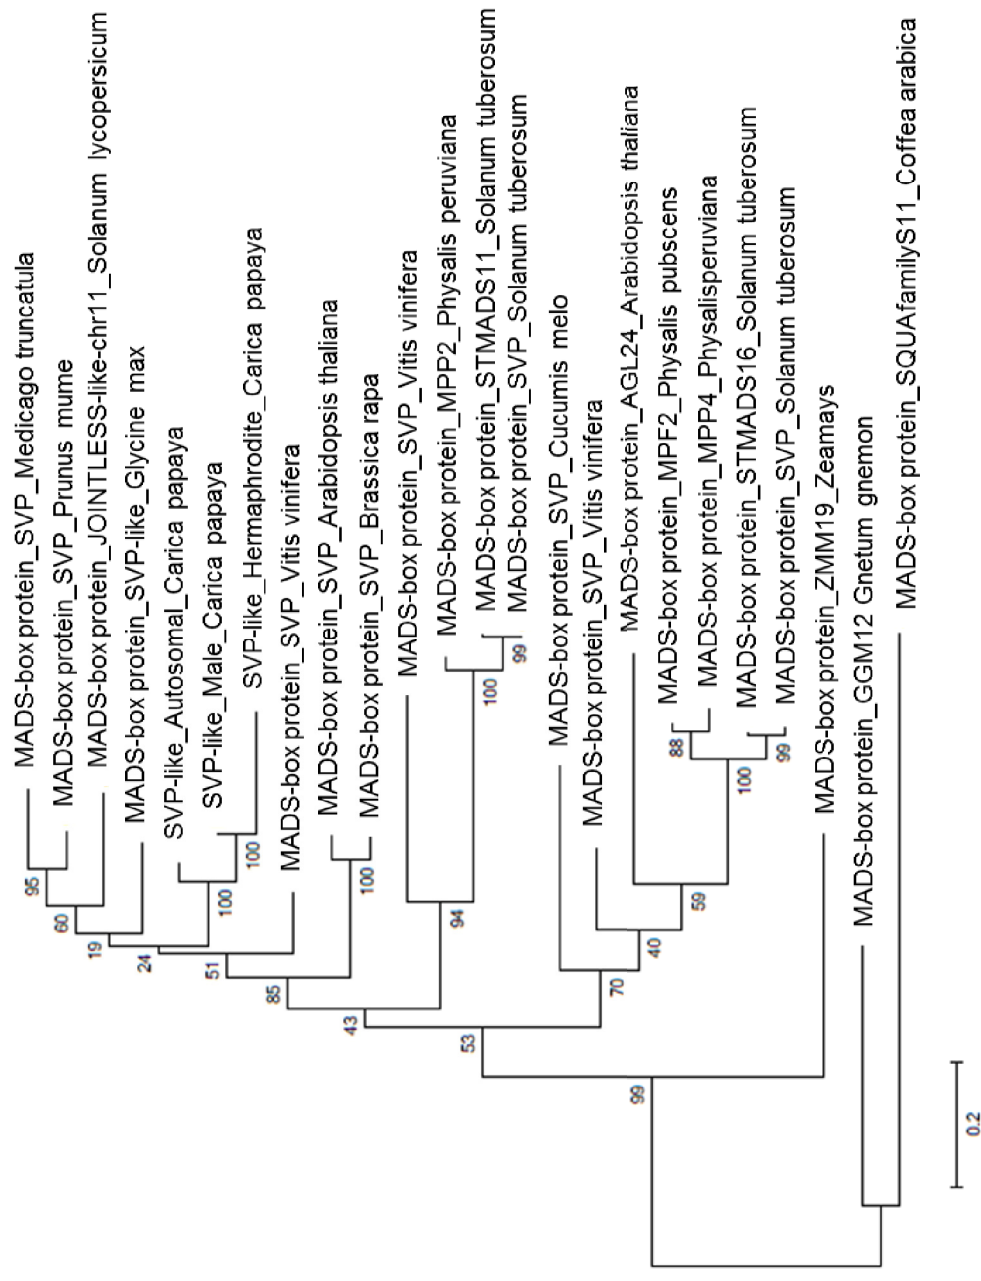 MADS-box protein_SVP_Medicago truncatula
MADS-box protein_SVP_Prunus mume
MADS-box protein_JOINTLESS-like-chr11_Solanum lycopersicum
MADS-box protein_SVP-like_Glycine max
SVP-like_Autosomal_Carica papaya
SVP-like_Male_Carica papaya
SVP-like_Hermaphrodite_Carica papaya
MADS-box protein_SVP_Vitis vinifera
MADS-box protein_SVP_Arabidopsis thaliana
MADS-box protein_SVP_Brassica rapa
MADS-box protein_SVP_Vitis vinifera
MADS-box protein_MPP2_Physalis peruviana
MADS-box protein_STMADS11_Solanum tuberosum
MADS-box protein_SVP_Solanum tuberosum
MADS-box protein_SVP_Cucumis melo
MADS-box protein_SVP_Vitis vinifera
MADS-box protein_AGL24_Arabidopsis thaliana
MADS-box protein_MPF2_Physalis pubscens
MADS-box protein_MPP4_Physalisperuviana
MADS-box protein_STMADS16_Solanum tuberosum
MADS-box protein_SVP_Solanum tuberosum
MADS-box protein_ZMM19_Zeamays
MADS-box protein_GGM12 Gnetum gnemon
MADS-box protein_SQUAfamilyS11_Coffea arabica
95
60
19
24
100
100
51
85
100
43
94
100
99
53
70
40
59
88
100
99
99
0.2